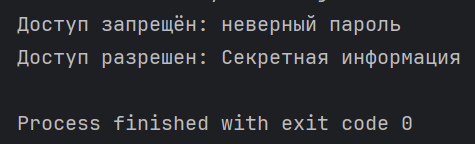 Доступ запрещён: неверный пароль
Доступ разрешен: Секретная информация
Process finished with exit code 0